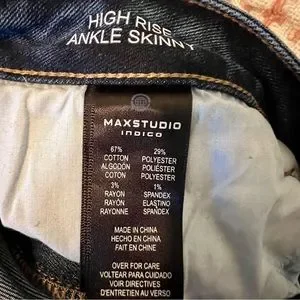 HIGH RISE
ANKLE SKINNY
MAXSTUDIO
INDIGO
67% 29%
COTTON POLYESTER
ALGODÓN POLIÉSTER
COTON POLYESTER
3% 1%
RAYON SPANDEX
RAYÓN ELASTINO
RAYONNE SPANDEX
MADE IN CHINA
HECHO EN CHINA
FAIT EN CHINE
OVER FOR CARE
VOLTEAR PARA CUIDADO
VOIR DIRECTIVES
D'ENTRETIEN AU VERSO